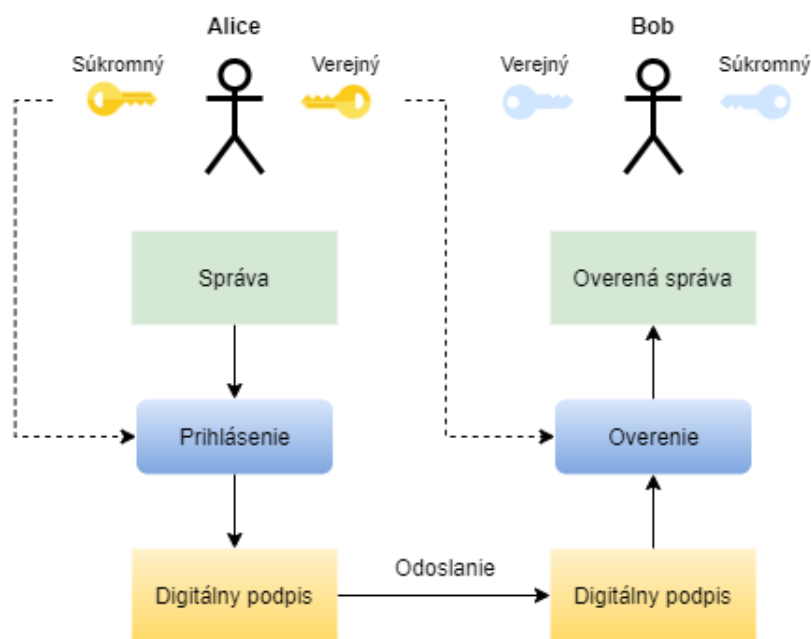 Alice
Bob
Súkromný
Verejný
Verejný
Súkromný
Správa
Overená správa
Prihlásenie
Overenie
Odoslanie
Digitálny podpis
Digitálny podpis